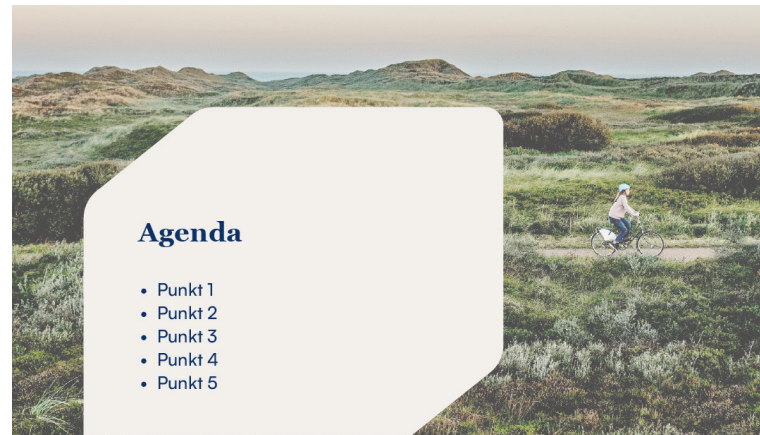 Agenda
• Punkt 1
• Punkt 2
• Punkt 3
• Punkt 4
• Punkt 5